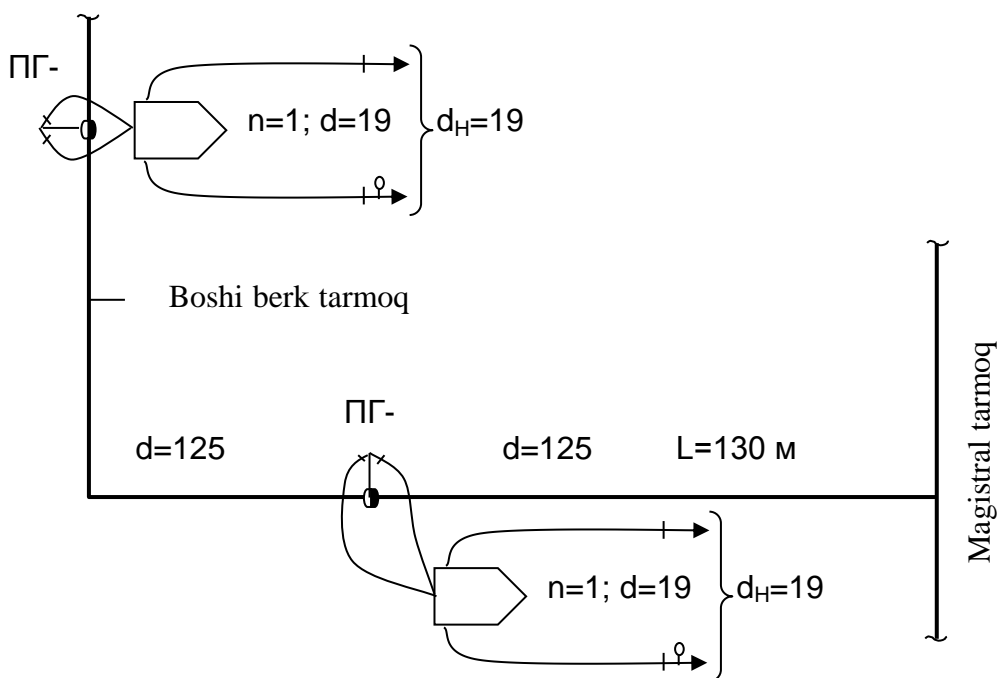 ПГ-
n=1; d=19
dН=19
Boshi berk tarmoq
ПГ-
d=125
d=125
L=130 м
Magistral tarmoq
n=1; d=19
dН=19